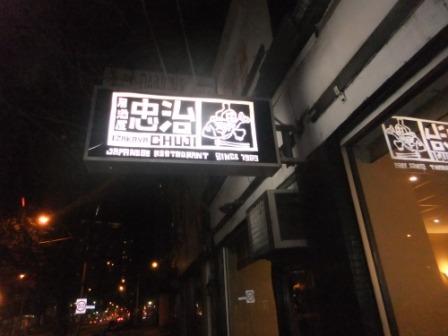 居酒屋
忠治
IZAKAYA CHUJI
JAPANESE RESTAURANT SINCE 1989